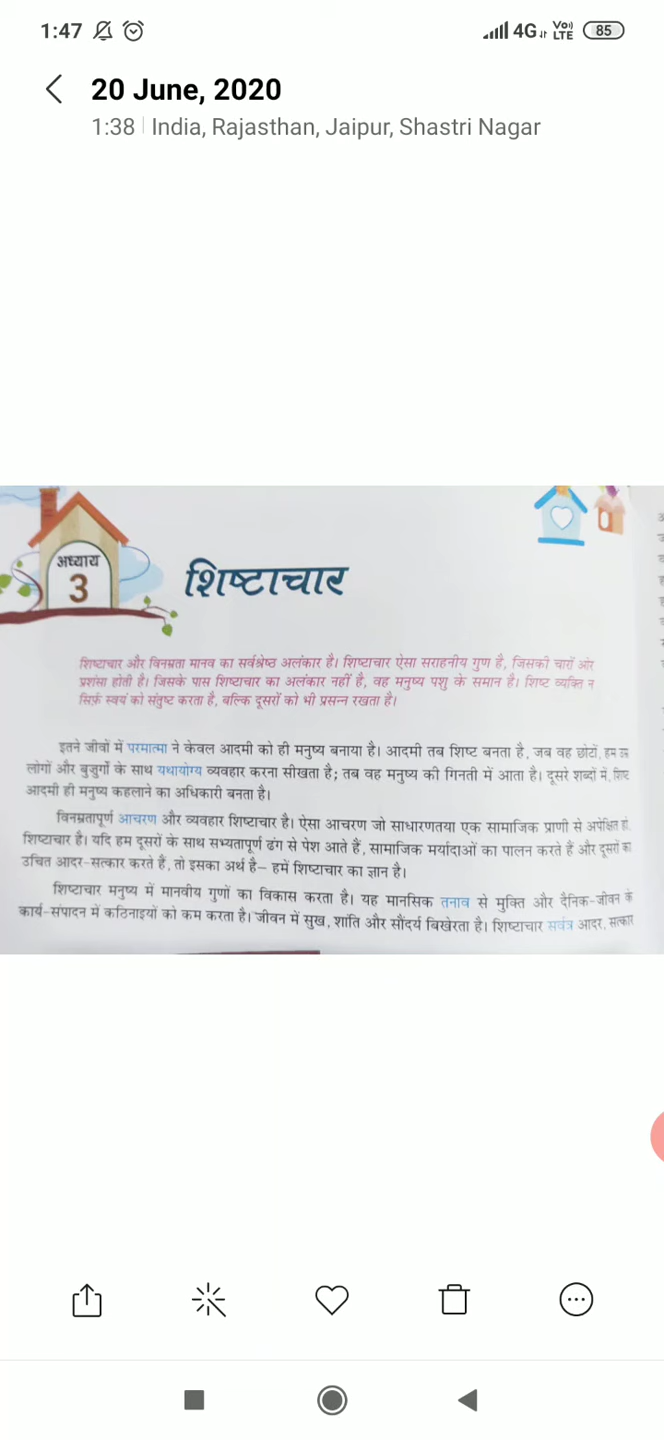 1:47
4G
Vo))
LTE
85
20 June, 2020
1:38 | India, Rajasthan, Jaipur, Shastri Nagar
अध्याय
3
शिष्टाचार
शिष्टाचार और विनम्रता मानव का सर्वश्रेष्ठ अलंकार है। शिष्टाचार ऐसा सराहनीय गुण है, जिसकी चारों ओर
प्रशंसा होती है। जिसके पास शिष्टाचार का अलंकार नहीं है, वह मनुष्य पशु के समान है। शिष्ट व्यक्ति न
सिर्फ़ स्वयं को संतुष्ट करता है, बल्कि दूसरों को भी प्रसन्न रखता है।
इतने जीवों में परमात्मा ने केवल आदमी को ही मनुष्य बनाया है। आदमी तब शिष्ट बनता है, जब वह छोटों, हम उम्र
लोगों और बुजुर्गों के साथ यथायोग्य व्यवहार करना सीखता है; तब वह मनुष्य की गिनती में आता है। दूसरे शब्दों में, शिष्ट
आदमी ही मनुष्य कहलाने का अधिकारी बनता है।
विनम्रतापूर्ण आचरण और व्यवहार शिष्टाचार है। ऐसा आचरण जो साधारणतया एक सामाजिक प्राणी से अपेक्षित हो,
शिष्टाचार है। यदि हम दूसरों के साथ सभ्यतापूर्ण ढंग से पेश आते हैं, सामाजिक मर्यादाओं का पालन करते हैं और दूसरों का
उचित आदर-सत्कार करते हैं, तो इसका अर्थ है– हमें शिष्टाचार का ज्ञान है।
शिष्टाचार मनुष्य में मानवीय गुणों का विकास करता है। यह मानसिक तनाव से मुक्ति और दैनिक-जीवन के
कार्य-संपादन में कठिनाइयों को कम करता है। जीवन में सुख, शांति और सौंदर्य बिखेरता है। शिष्टाचार सर्वत्र आदर, सत्कार